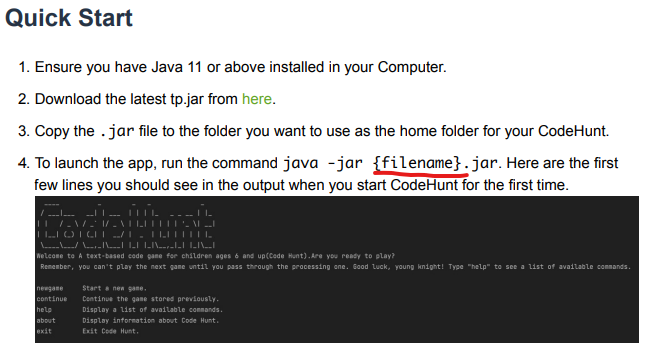 Quick Start
1. Ensure you have Java 11 or above installed in your Computer.
2. Download the latest tp.jar from here.
3. Copy the .jar file to the folder you want to use as the home folder for your CodeHunt.
4. To launch the app, run the command java -jar {filename}.jar. Here are the first
few lines you should see in the output when you start CodeHunt for the first time.
Welcome to A text-based code game for children ages 6 and up(Code Hunt).Are you ready to play?
Remember, you can't play the next game until you pass through the processing one. Good luck, young knight! Type "help" to see a list of available commands.
newgame Start a new game.
continue Continue the game stored previously.
help Display a list of available commands.
about Display information about Code Hunt.
exit Exit Code Hunt.